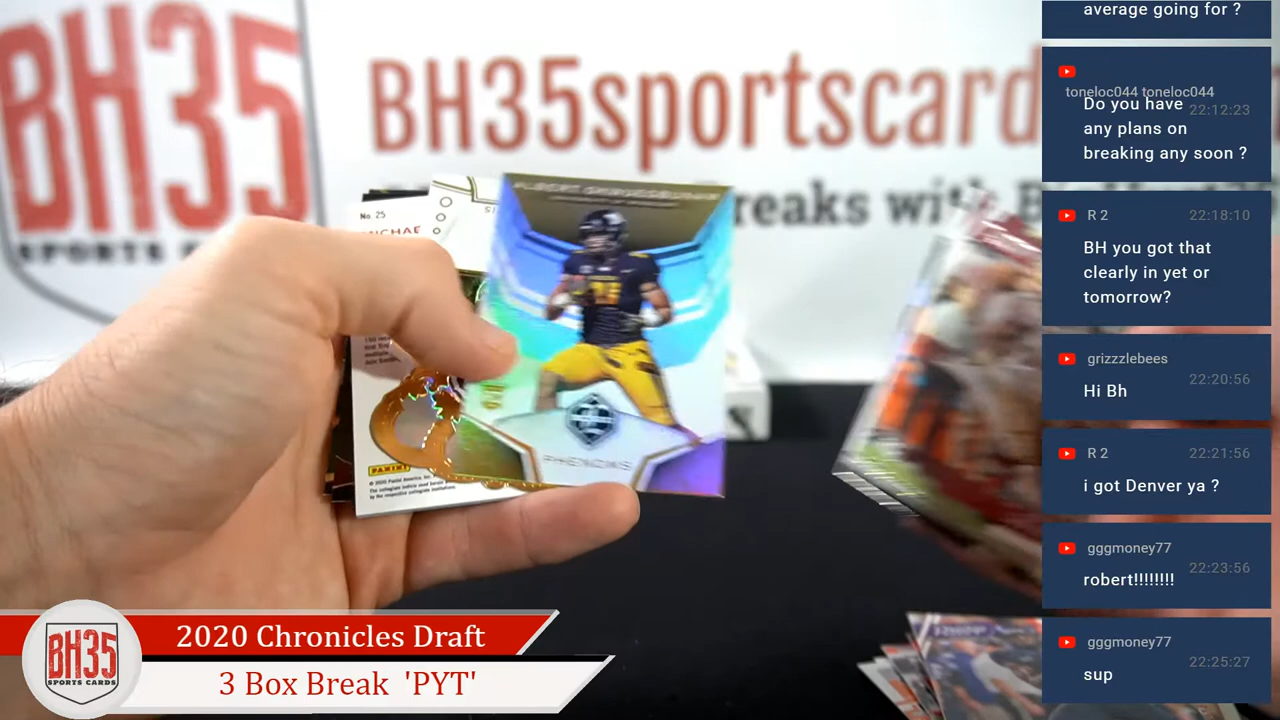 BH35
SPORTS
BH35sportscard
reaks with B
No. 25
PANINI
PHENOMS
average going for ?
toneloc044 toneloc044
Do you have
22:12:23
any plans on
breaking any soon ?
R 2
22:18:10
BH you got that
clearly in yet or
tomorrow?
grizzzlebees
22:20:56
Hi Bh
R 2
22:21:56
i got Denver ya ?
gggmoney77
22:23:56
robert!!!!!!!!
gggmoney77
22:25:27
sup
2020 Chronicles Draft
3 Box Break 'PYT'
BH35
SPORTS CARDS